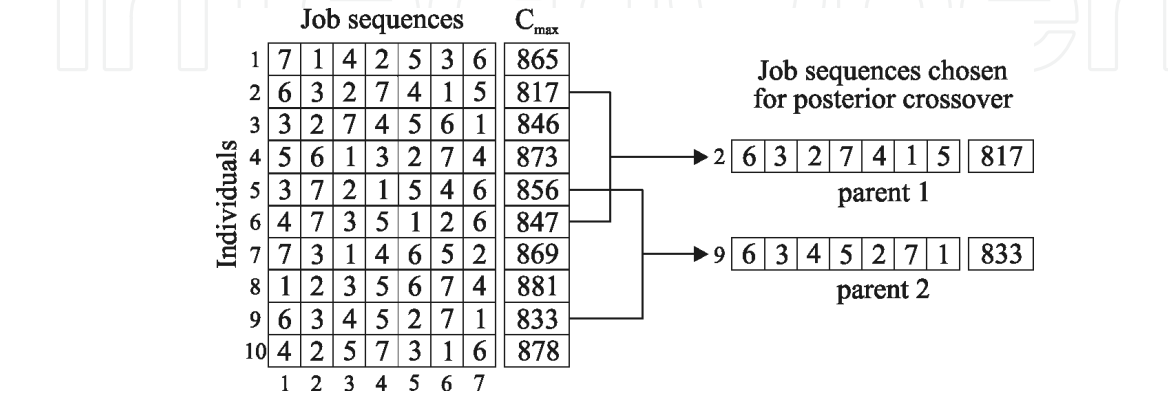 Job sequences Cmax
1 7 1 4 2 5 3 6 865
2 6 3 2 7 4 1 5 817
3 3 2 7 4 5 6 1 846
4 5 6 1 3 2 7 4 873
5 3 7 2 1 5 4 6 856
6 4 7 3 5 1 2 6 847
7 7 3 1 4 6 5 2 869
8 1 2 3 5 6 7 4 881
9 6 3 4 5 2 7 1 833
10 4 2 5 7 3 1 6 878
1 2 3 4 5 6 7
Individuals
Job sequences chosen
for posterior crossover
2 6 3 2 7 4 1 5 817
parent 1
9 6 3 4 5 2 7 1 833
parent 2